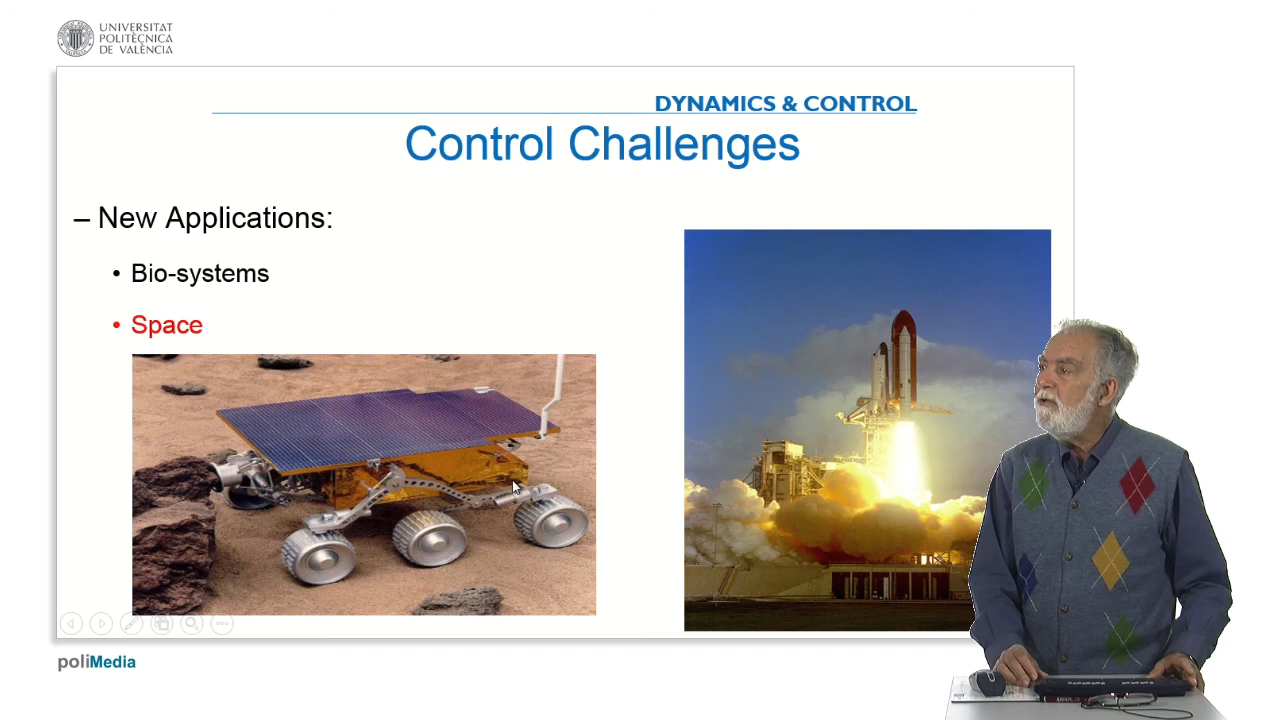 UNIVERSITAT
POLITÈCNICA
DE VALÈNCIA
DYNAMICS & CONTROL
Control Challenges
– New Applications:
• Bio-systems
• Space
poliMedia